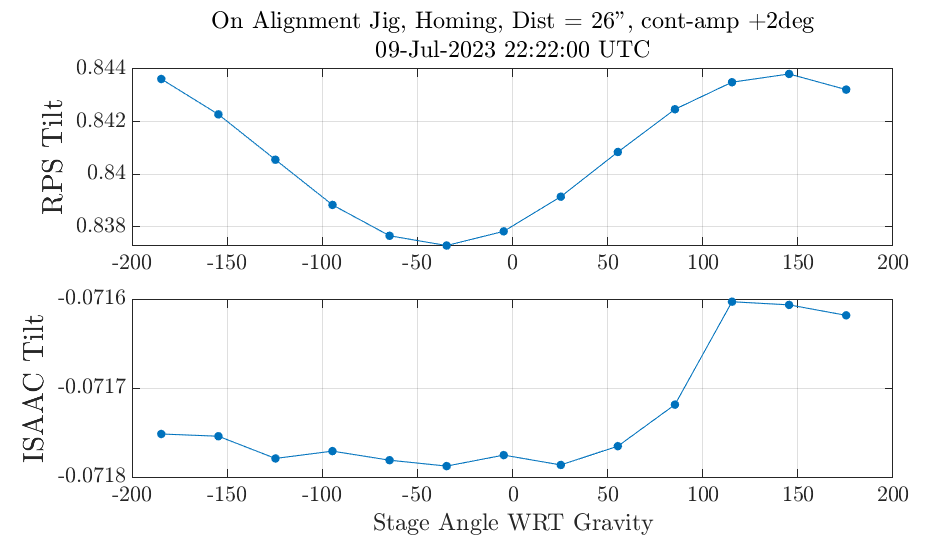 On Alignment Jig, Homing, Dist = 26”, cont-amp +2deg
09-Jul-2023 22:22:00 UTC
RPS Tilt
0.844
0.842
0.84
0.838
-200 -150 -100 -50 0 50 100 150 200
ISAAC Tilt
-0.0716
-0.0717
-0.0718
-200 -150 -100 -50 0 50 100 150 200
Stage Angle WRT Gravity